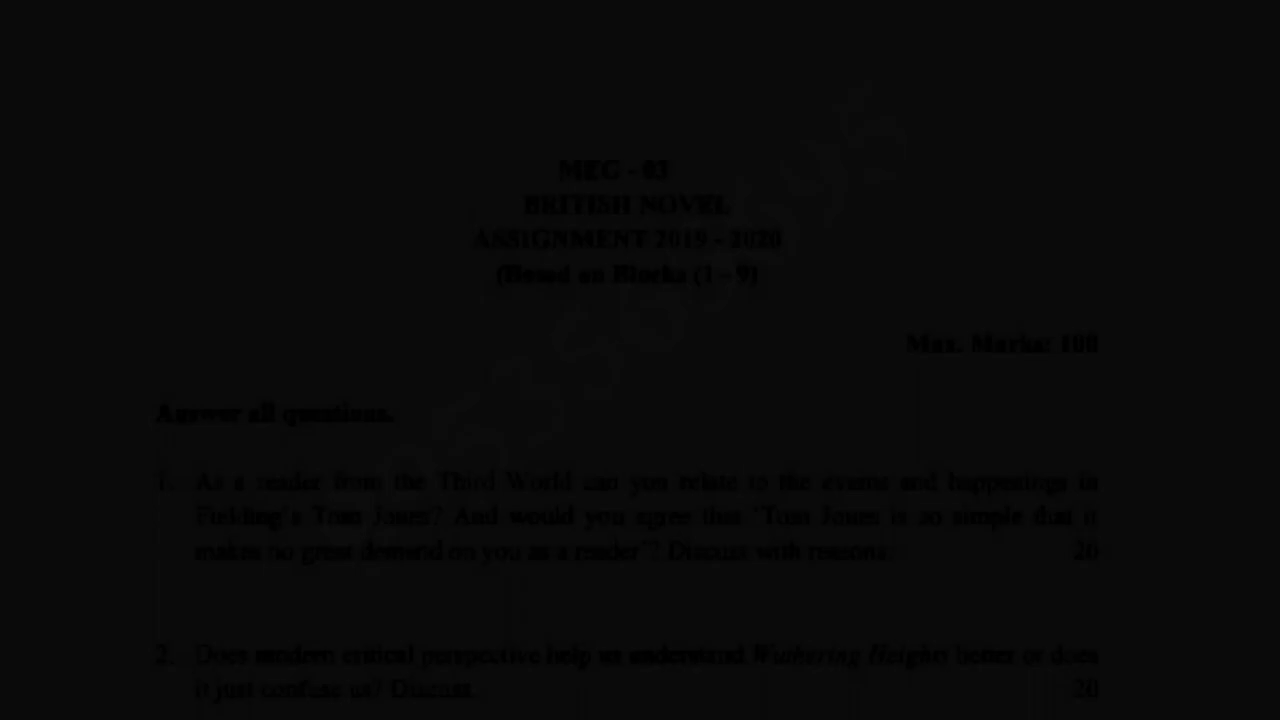 MEG - 03
BRITISH NOVEL
ASSIGNMENT 2019 - 2020
(Based on Blocks (1 - 9)
Max. Marks: 100
Answer all questions.
1. As a reader from the Third World can you relate to the events and happenings in
Fielding's Tom Jones? And would you agree that 'Tom Jones is so simple that it
makes no great demand on you as a reader'? Discuss with reasons. 20
2. Does modern critical perspective help us understand Wuthering Heights better or does
it just confuse us? Discuss. 20